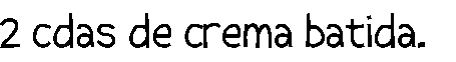 2 cdas de crema batida.